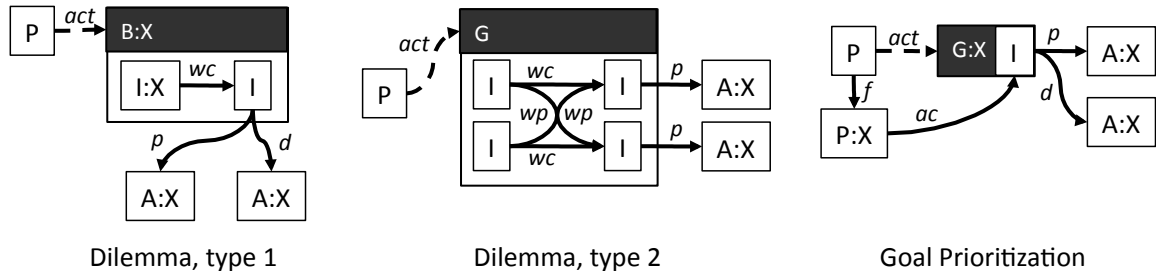 P
act
B:X
I:X
wc
I
p
d
A:X
A:X
Dilemma, type 1
act
G
P
I
wc
I
p
A:X
wp
wp
I
wc
I
p
A:X
Dilemma, type 2
P
act
G:X
I
p
A:X
f
d
P:X
ac
A:X
Goal Prioritization